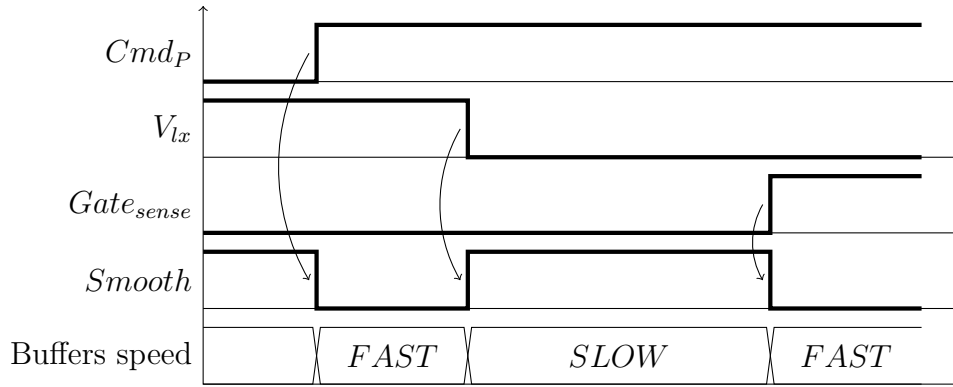 Cmd_P
V_lx
Gate_sense
Smooth
Buffers speed FAST SLOW FAST